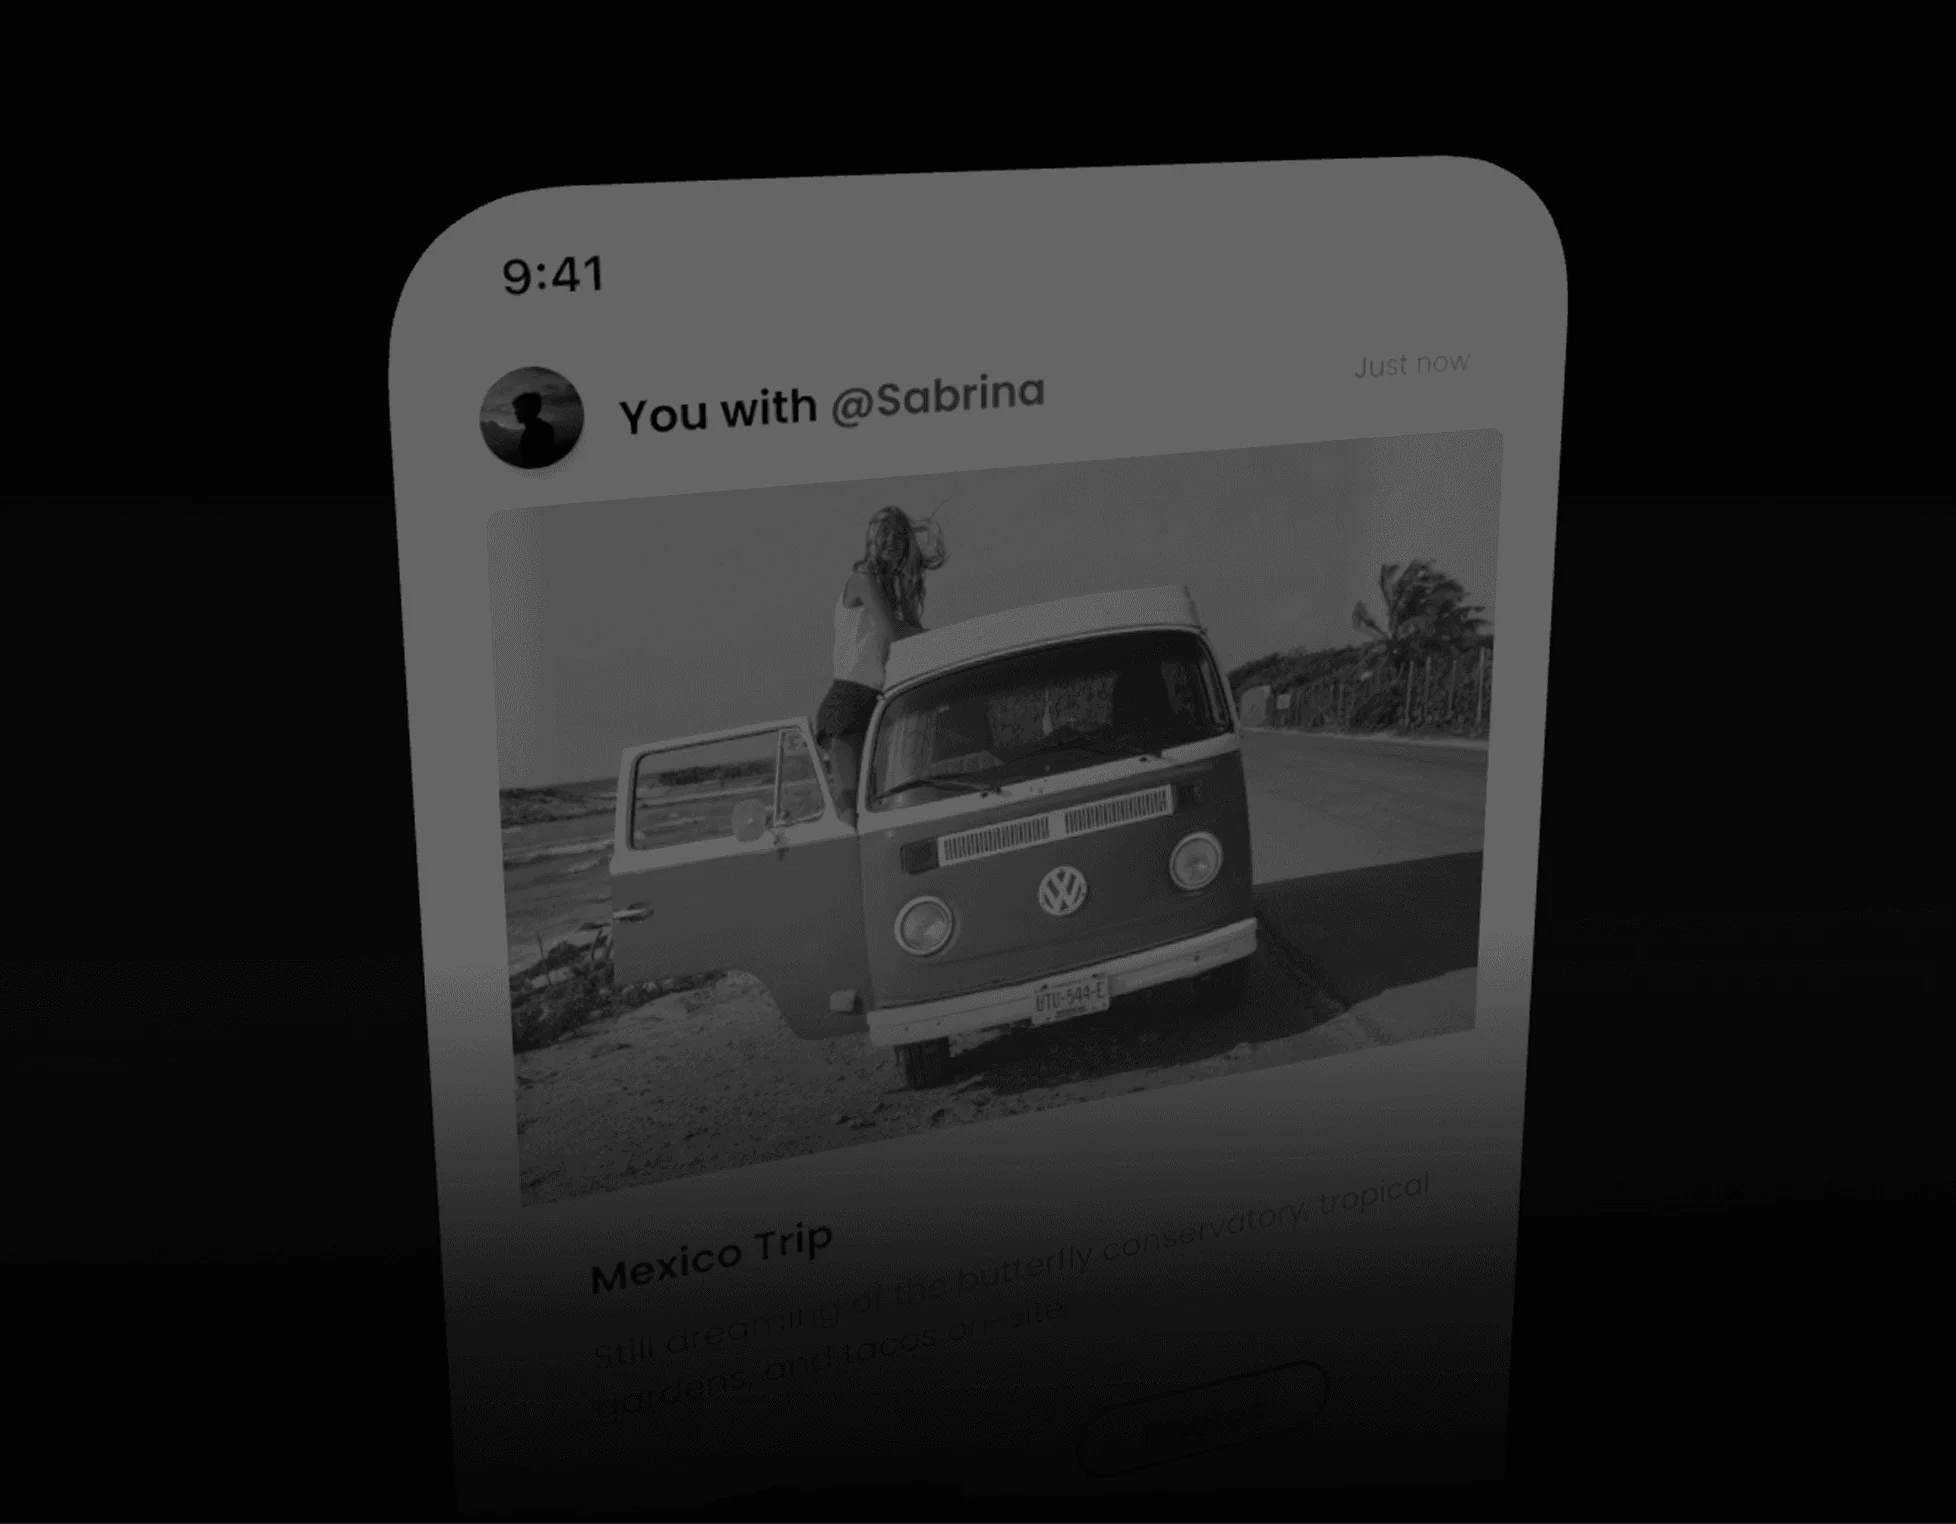 9:41
You with @Sabrina
Just now
UTU-544-E
Mexico Trip
Still dreaming of the butterfly conservatory, tropical
gardens, and tacos on-site